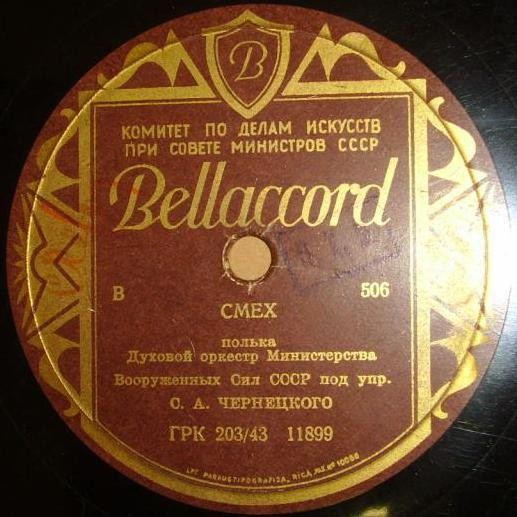 B
КОМИТЕТ ПО ДЕЛАМ ИСКУССТВ
ПРИ СОВЕТЕ МИНИСТРОВ СССР
Bellaccord
В 506
СМЕХ
полька
Духовой оркестр Министерства
Вооруженных Сил СССР под упр.
С. А. ЧЕРНЕЦКОГО
ГРК 203/43 11899
RIGA